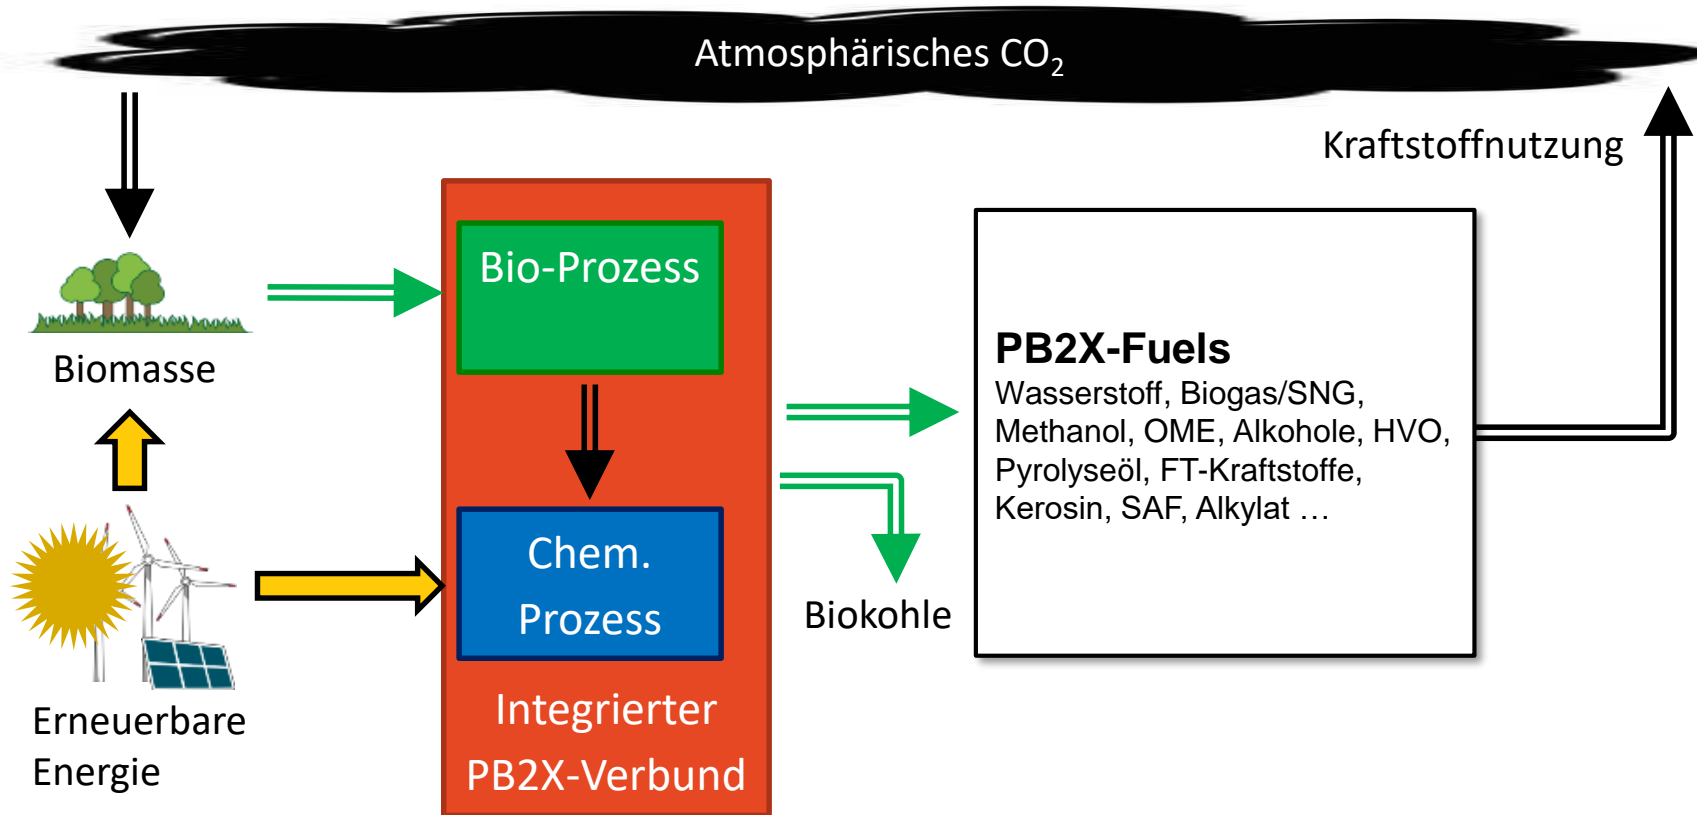 Atmosphärisches CO₂
Kraftstoffnutzung
Biomasse
Bio-Prozess
Chem.
Prozess
Integrierter
PB2X-Verbund
Erneuerbare
Energie
Biokohle
PB2X-Fuels
Wasserstoff, Biogas/SNG,
Methanol, OME, Alkohole, HVO,
Pyrolyseöl, FT-Kraftstoffe,
Kerosin, SAF, Alkylat …